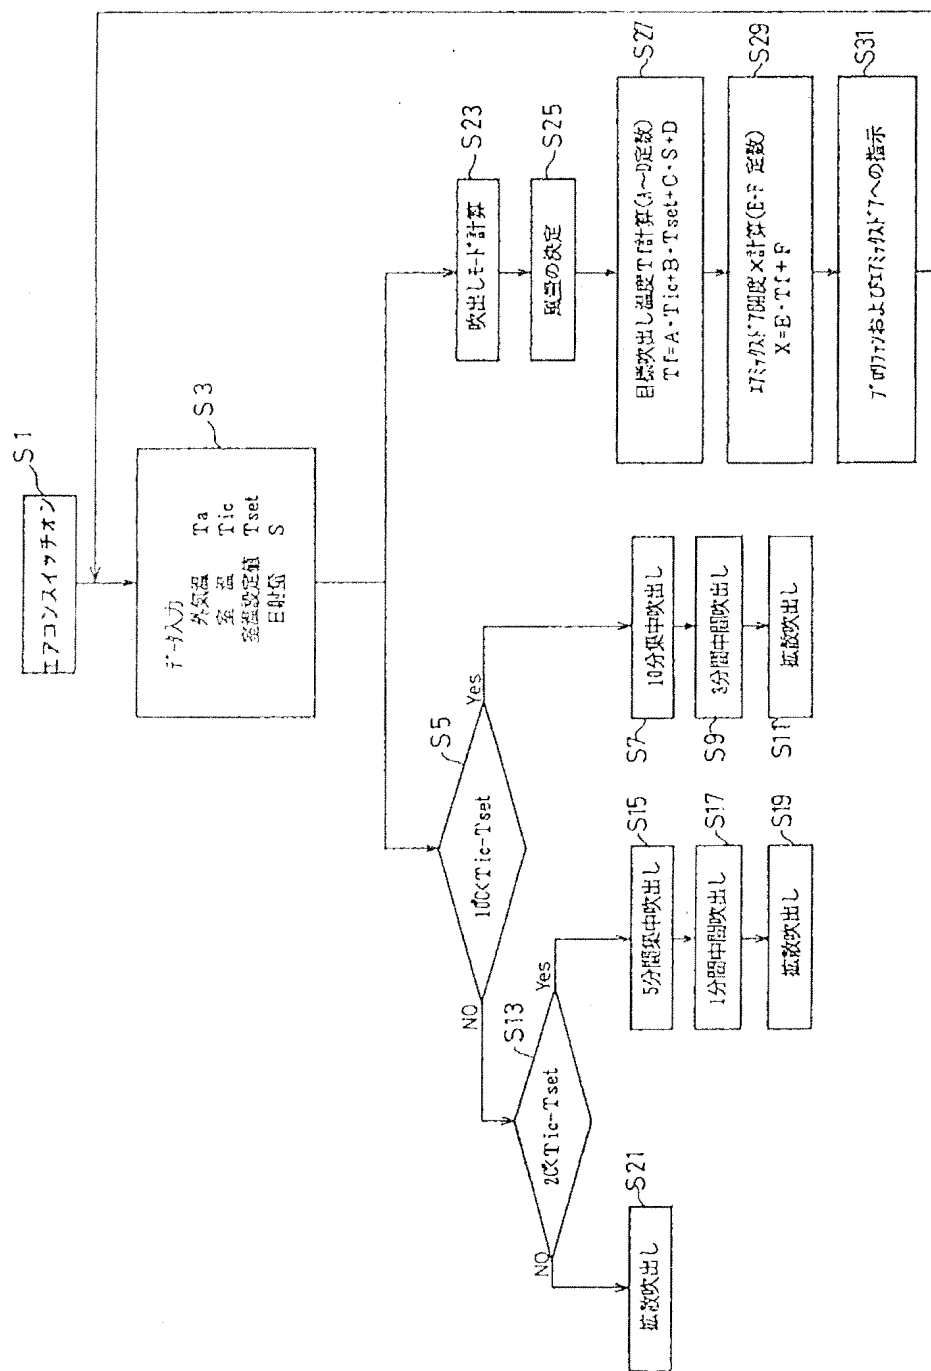 エアコンスイッチオン
S1
データ入力
外気温 Ta
室 温 Tic
室温設定値 Tset
日射量 S
S3
10℃<Tic-Tset
S5
Yes
NO
10分集中吹出し
S7
3分間中間吹出し
S9
拡散吹出し
S11
2℃<Tic-Tset
S13
Yes
NO
5分間集中吹出し
S15
1分間中間吹出し
S17
拡散吹出し
S19
拡散吹出し
S21
吹出しモード計算
S23
風量の決定
S25
目標吹出し温度Tf計算(A~D定数)
Tf=A・Tic+B・Tset+C・S+D
S27
エアミックスドア開度X計算(E・F 定数)
X=E・Tf+F
S29
ブロワファンおよびエアミックスドアへの指示
S31